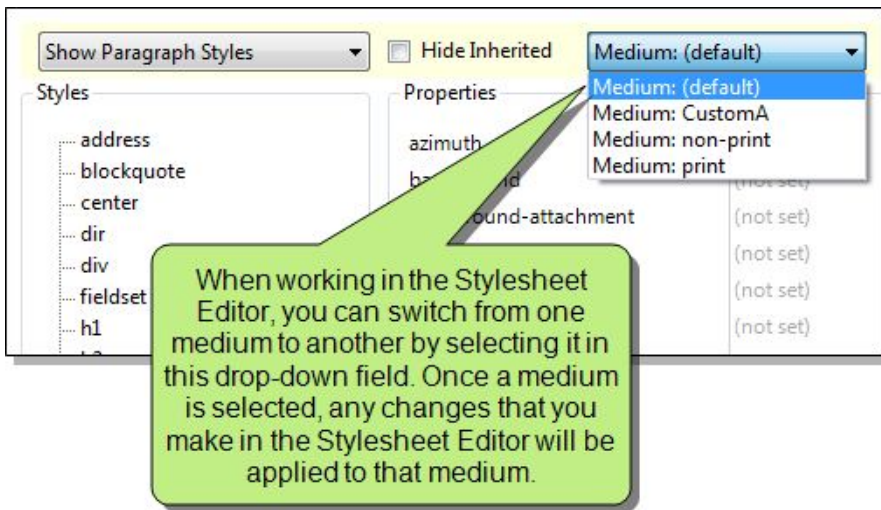 Show Paragraph Styles
Hide Inherited
Medium: (default)
Medium: (default)
Medium: CustomA
Medium: non-print
Medium: print
Styles
address
blockquote
center
dir
div
fieldset
h1
Properties
azimuth
(not set)
(not set)
(not set)
(not set)
(not set)
When working in the Stylesheet
Editor, you can switch from one
medium to another by selecting it in
this drop-down field. Once a medium
is selected, any changes that you
make in the Stylesheet Editor will be
applied to that medium.